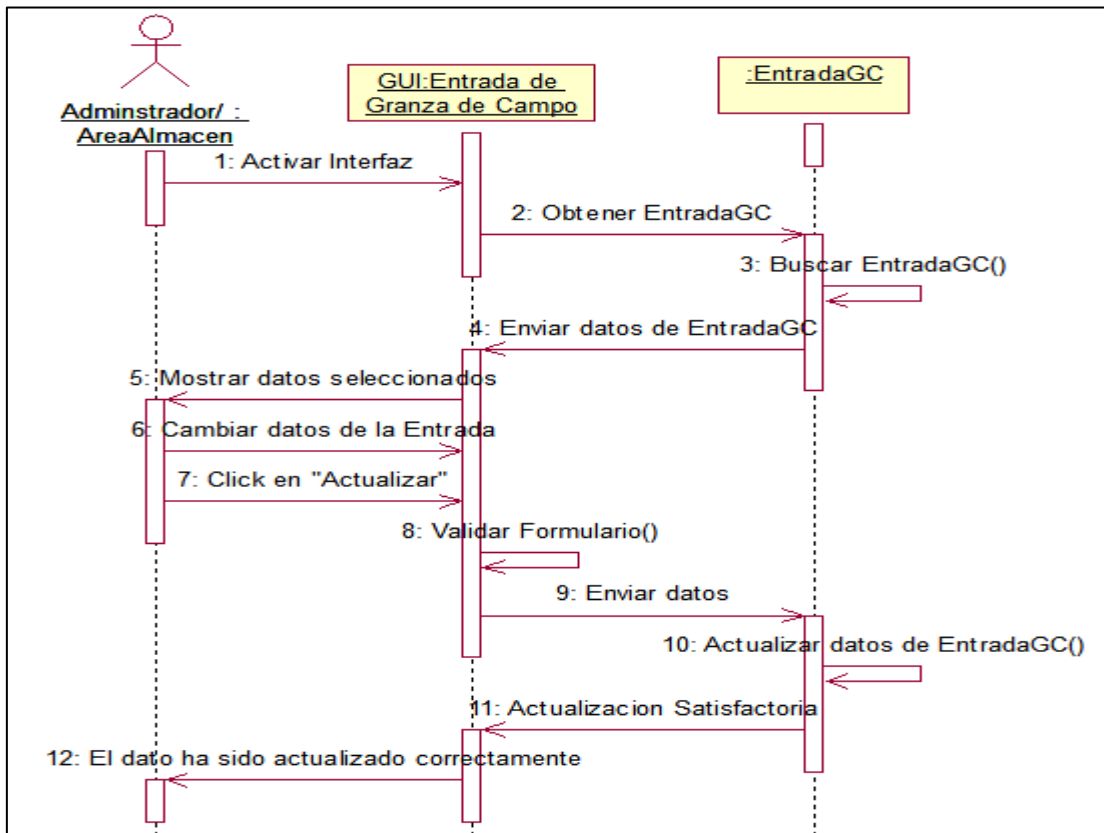 Adminstrador/ :
AreaAlmacen
GUI:Entrada de
Granza de Campo
:EntradaGC
1: Activar Interfaz
2: Obtener EntradaGC
3: Buscar EntradaGC()
4: Enviar datos de EntradaGC
5: Mostrar datos seleccionados
6: Cambiar datos de la Entrada
7: Click en "Actualizar"
8: Validar Formulario()
9: Enviar datos
10: Actualizar datos de EntradaGC()
11: Actualizacion Satisfactoria
12: El dato ha sido actualizado correctamente